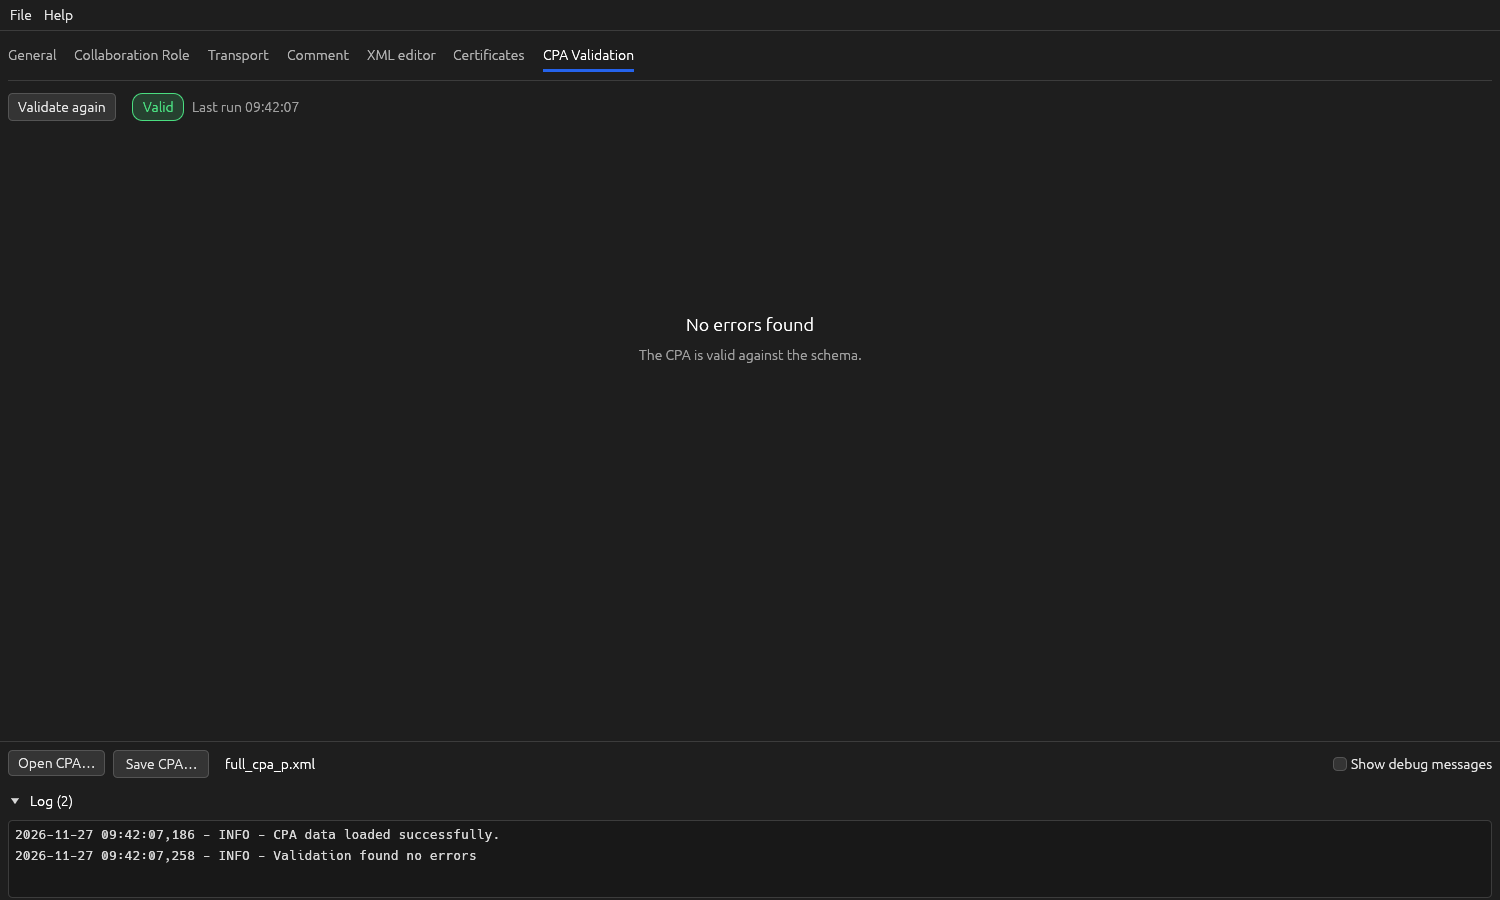 File Help
General Collaboration Role Transport Comment XML editor Certificates CPA Validation
Validate again Valid Last run 09:42:07
No errors found
The CPA is valid against the schema.
Open CPA... Save CPA... full_cpa_p.xml Show debug messages
Log (2)
2026-11-27 09:42:07,186 - INFO - CPA data loaded successfully.
2026-11-27 09:42:07,258 - INFO - Validation found no errors